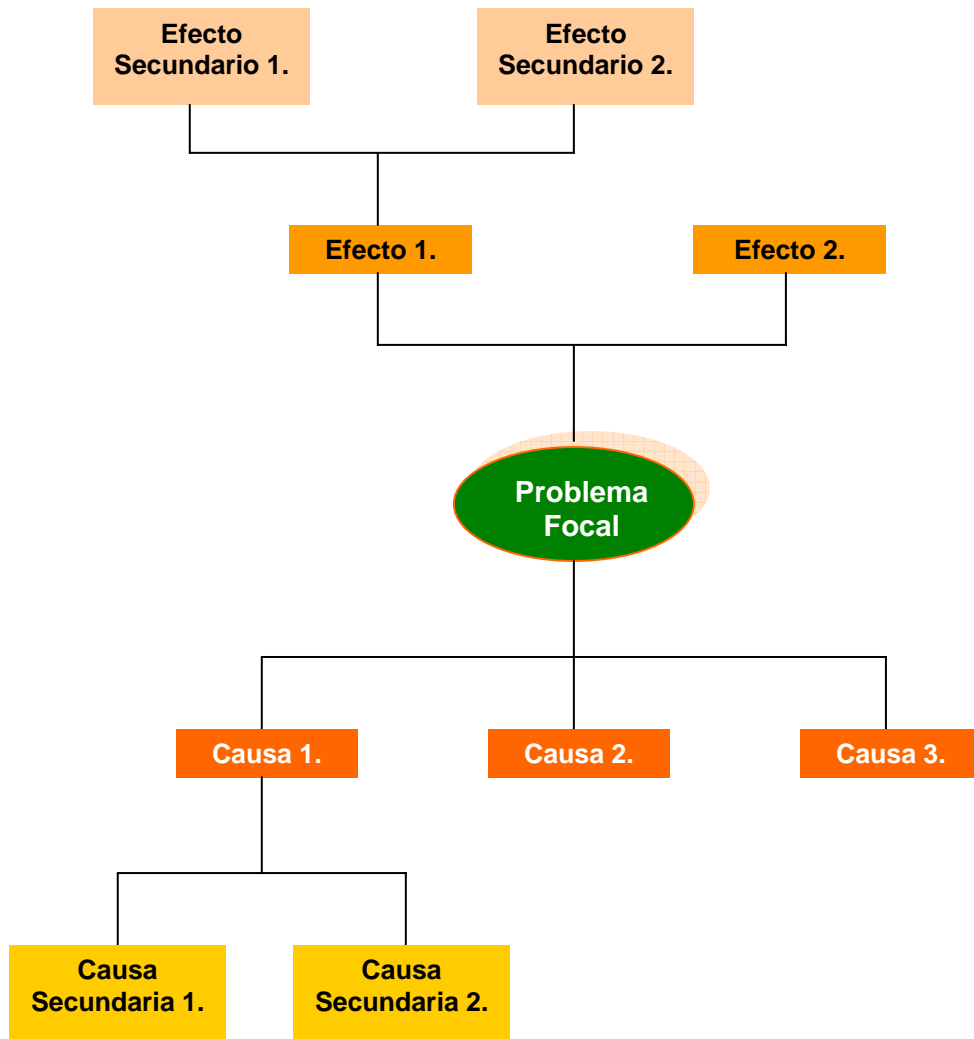 Efecto
Secundario 1.
Efecto
Secundario 2.
Efecto 1.
Efecto 2.
Problema
Focal
Causa 1.
Causa 2.
Causa 3.
Causa
Secundaria 1.
Causa
Secundaria 2.